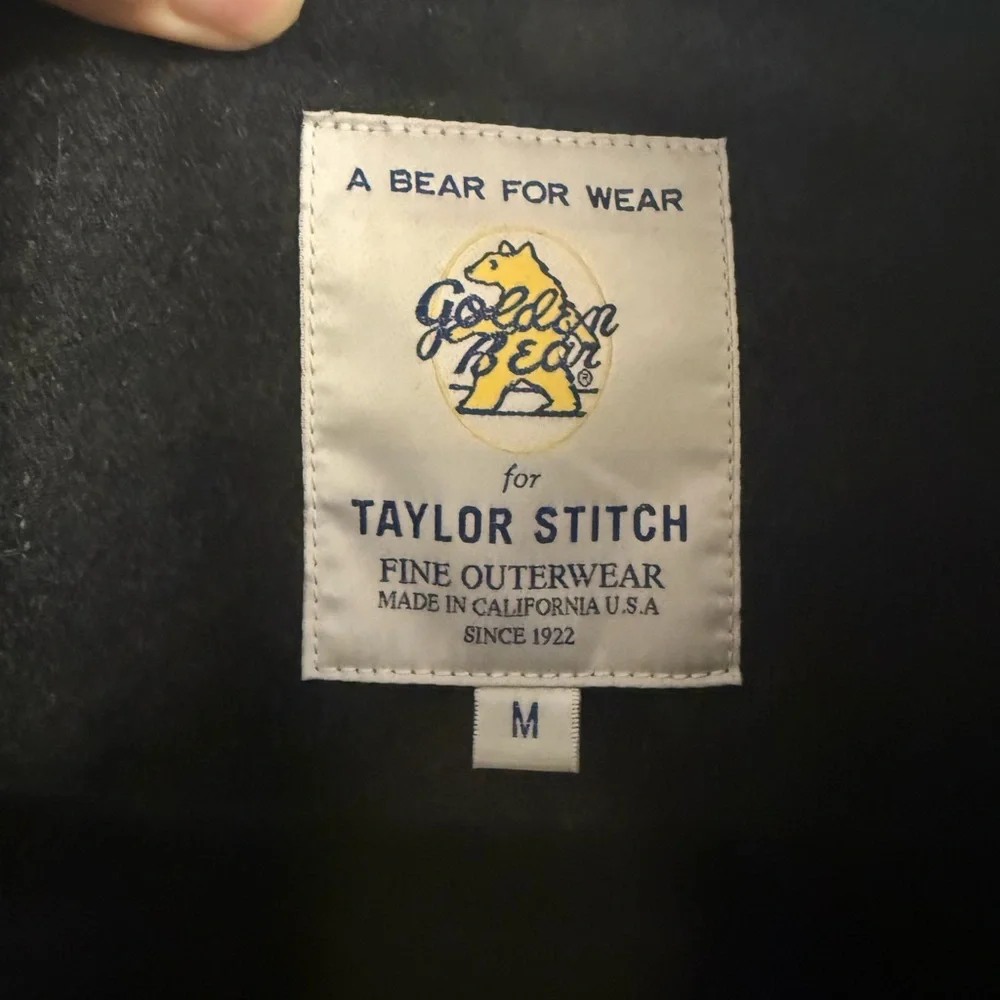 A BEAR FOR WEAR
Golden
Bear®
for
TAYLOR STITCH
FINE OUTERWEAR
MADE IN CALIFORNIA U.S.A
SINCE 1922
M